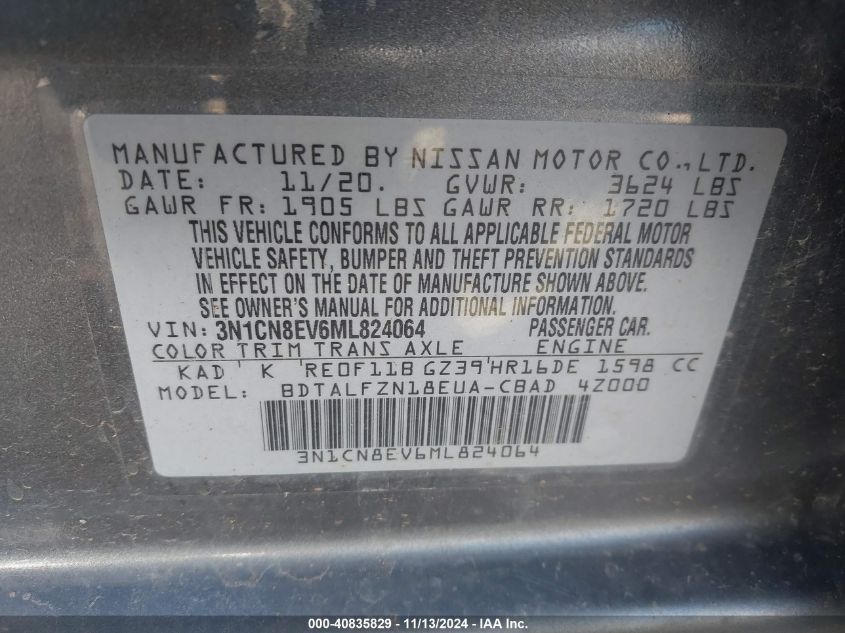 MANUFACTURED BY NISSAN MOTOR CO., LTD.
DATE: 11/20. GVWR: 3624 LBS
GAWR FR: 1905 LBS GAWR RR: 1720 LBS
THIS VEHICLE CONFORMS TO ALL APPLICABLE FEDERAL MOTOR
VEHICLE SAFETY, BUMPER AND THEFT PREVENTION STANDARDS
IN EFFECT ON THE DATE OF MANUFACTURE SHOWN ABOVE.
SEE OWNER'S MANUAL FOR ADDITIONAL INFORMATION.
VIN: 3N1CN8EV6ML824064 PASSENGER CAR.
COLOR TRIM TRANS AXLE ENGINE
KAD K RE0F11B GZ39 HR16DE 1598 CC
MODEL: BDTALFZN18EUA-CBAD 4Z000
3N1CN8EV6ML824064
000-40835829 - 11/13/2024 - IAA Inc.